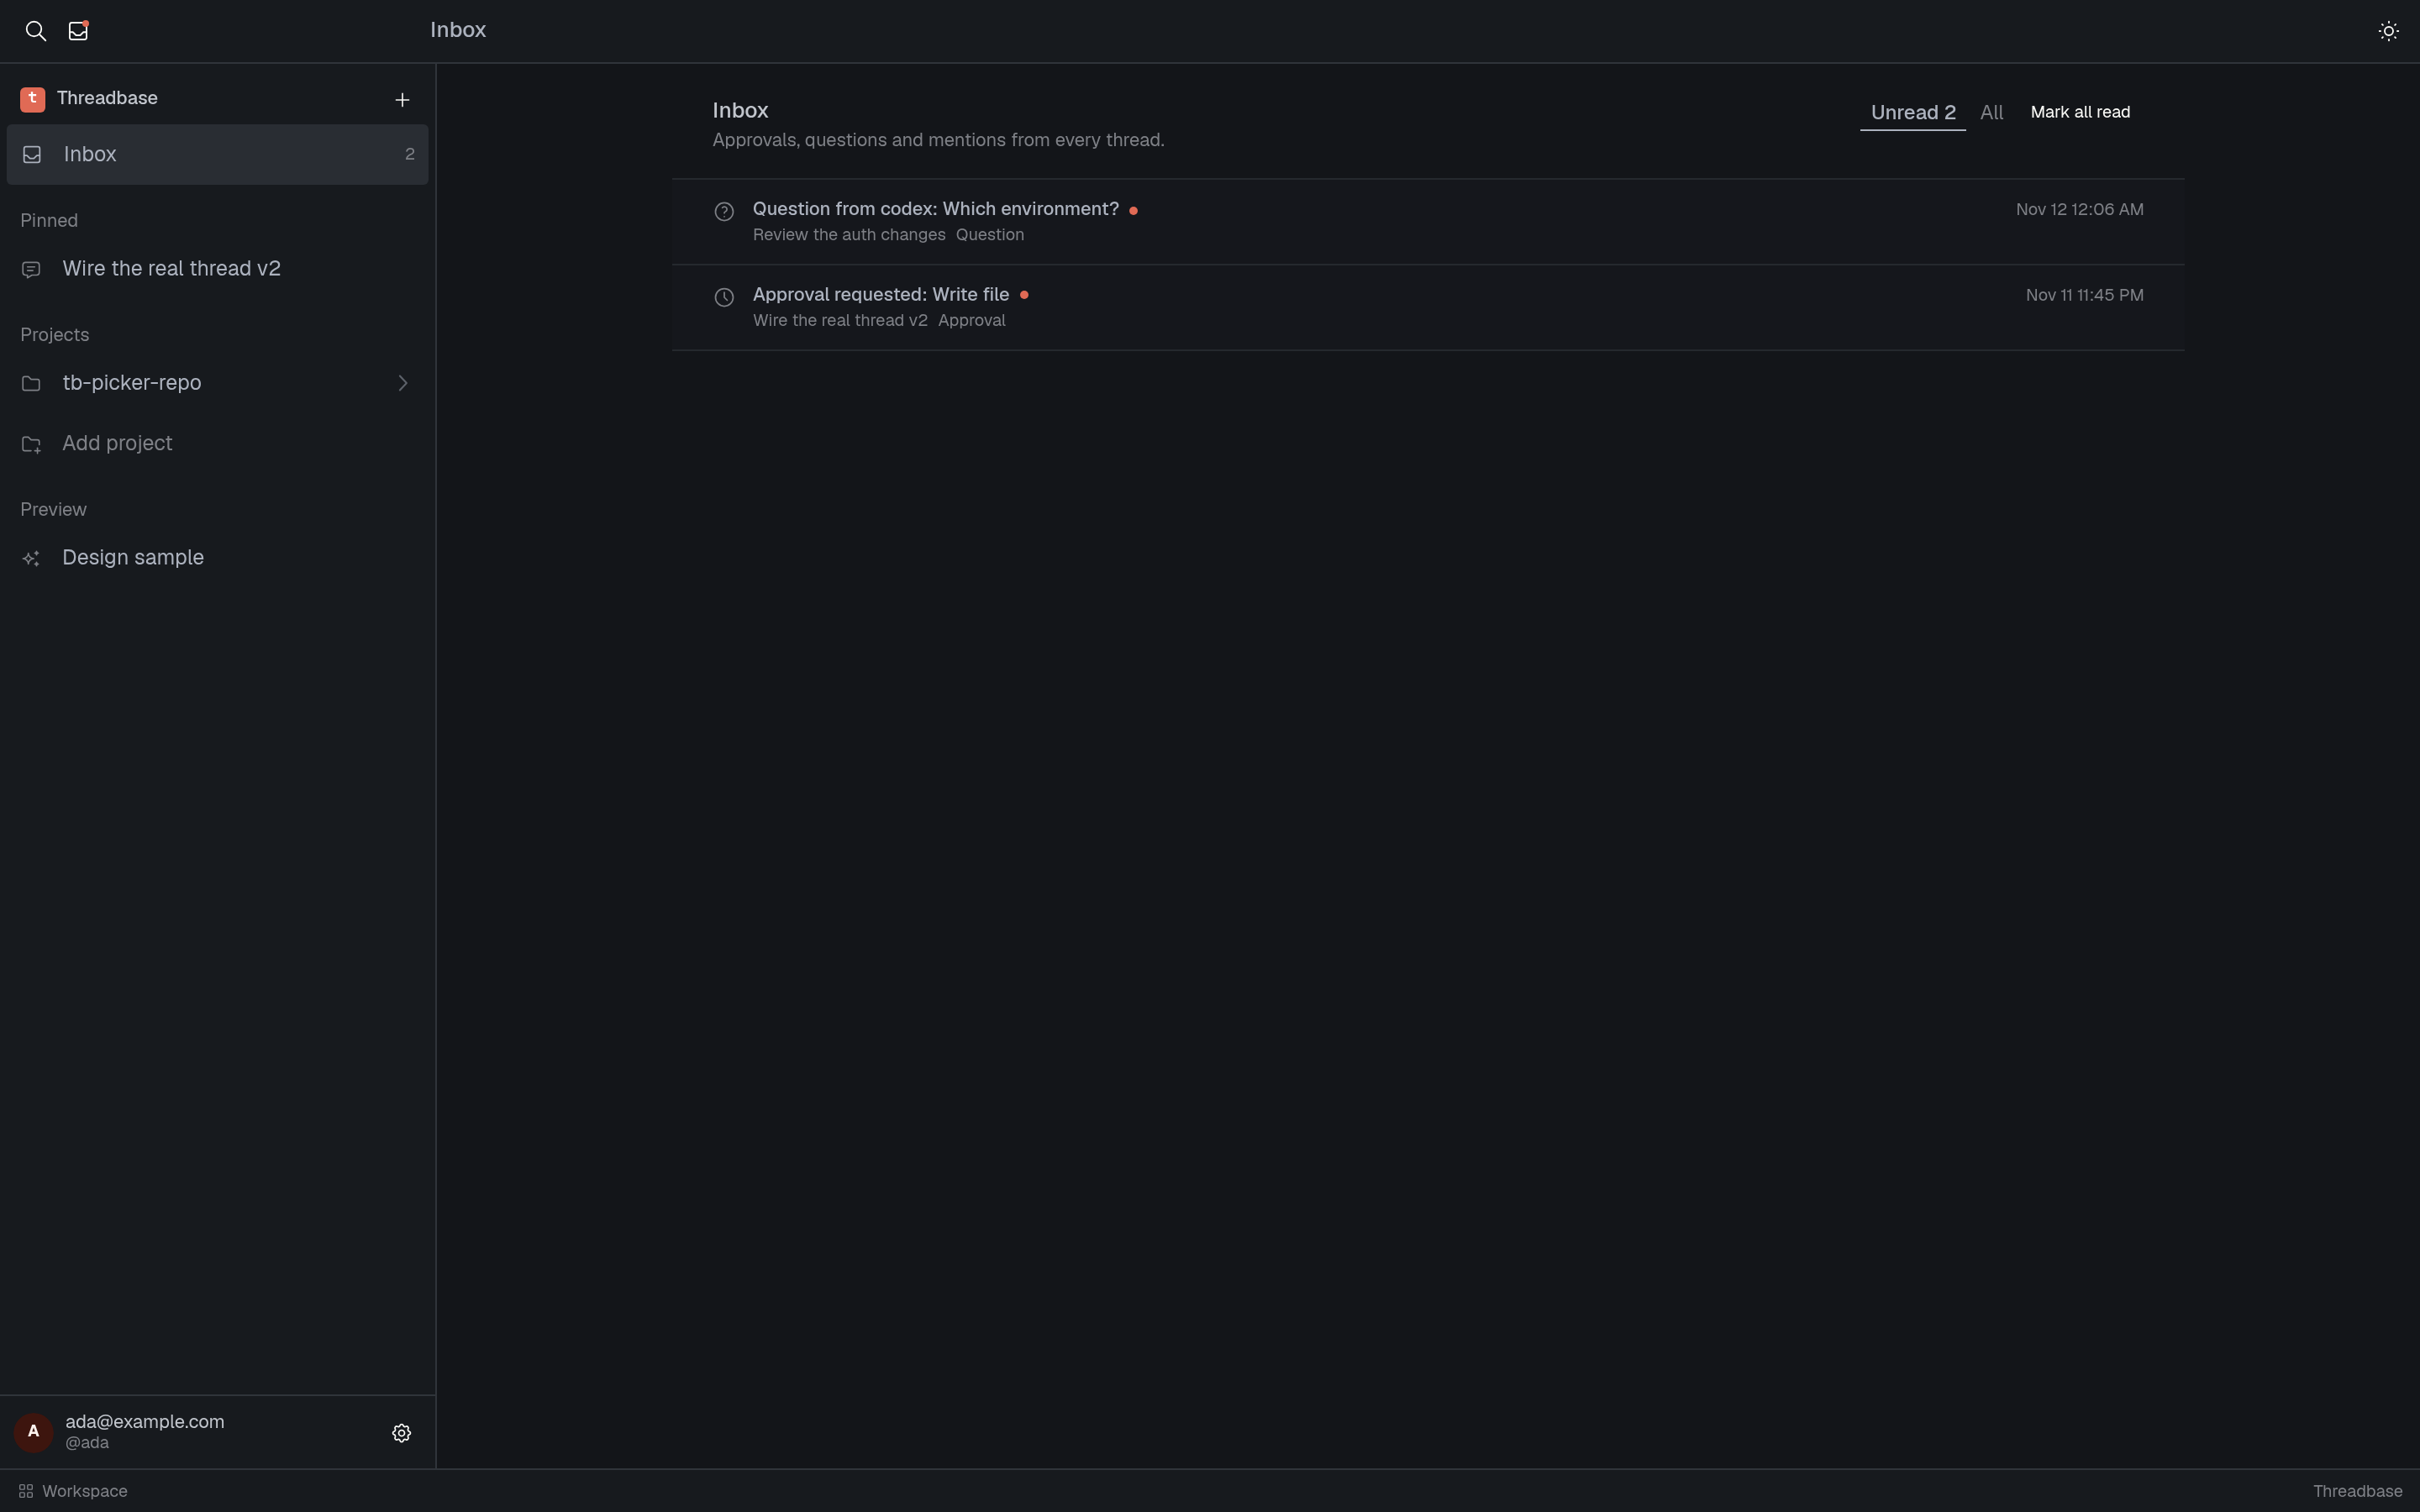 Inbox
t Threadbase
Inbox 2
Pinned
Wire the real thread v2
Projects
tb-picker-repo
Add project
Preview
Design sample
A
ada@example.com
@ada
Inbox
Approvals, questions and mentions from every thread.
Unread 2 All Mark all read
Question from codex: Which environment? Nov 12 12:06 AM
Review the auth changes Question
Approval requested: Write file Nov 11 11:45 PM
Wire the real thread v2 Approval
Workspace Threadbase